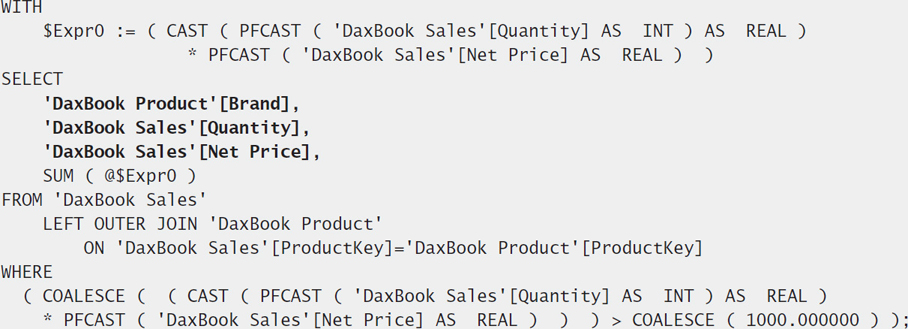 WITH
$Expr0 := ( CAST ( PFCAST ( 'DaxBook Sales'[Quantity] AS INT ) AS REAL )
* PFCAST ( 'DaxBook Sales'[Net Price] AS REAL ) )
SELECT
'DaxBook Product'[Brand],
'DaxBook Sales'[Quantity],
'DaxBook Sales'[Net Price],
SUM ( @$Expr0 )
FROM 'DaxBook Sales'
LEFT OUTER JOIN 'DaxBook Product'
ON 'DaxBook Sales'[ProductKey]='DaxBook Product'[ProductKey]
WHERE
( COALESCE ( ( CAST ( PFCAST ( 'DaxBook Sales'[Quantity] AS INT ) AS REAL )
* PFCAST ( 'DaxBook Sales'[Net Price] AS REAL ) ) ) > COALESCE ( 1000.000000 ) );